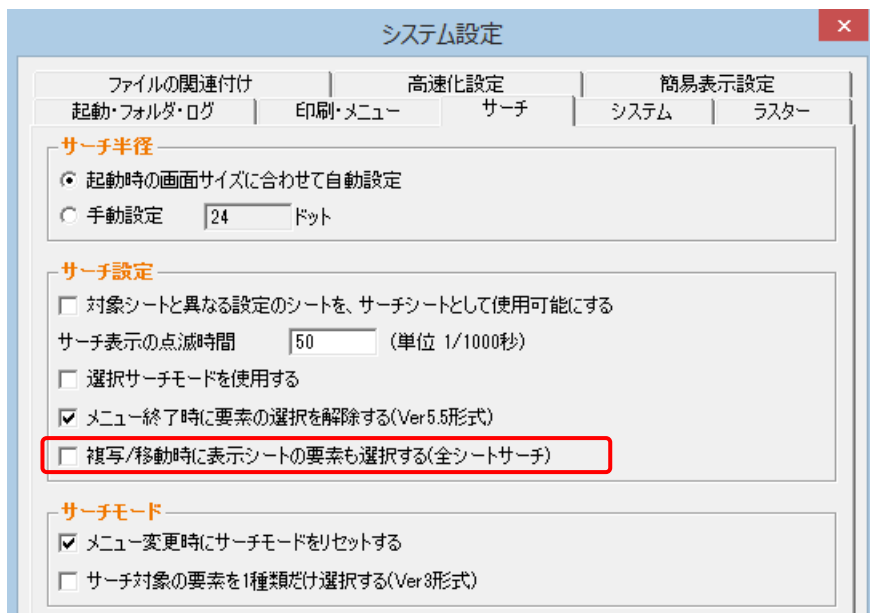 システム設定
×
ファイルの関連付け 高速化設定 簡易表示設定
起動・フォルダ・ログ 印刷・メニュー サーチ システム ラスター
サーチ半径
起動時の画面サイズに合わせて自動設定
手動設定 24 ドット
サーチ設定
対象シートと異なる設定のシートを、サーチシートとして使用可能にする
サーチ表示の点滅時間 50 (単位 1/1000秒)
選択サーチモードを使用する
メニュー終了時に要素の選択を解除する(Ver5.5形式)
複写/移動時に表示シートの要素も選択する(全シートサーチ)
サーチモード
メニュー変更時にサーチモードをリセットする
サーチ対象の要素を1種類だけ選択する(Ver3形式)